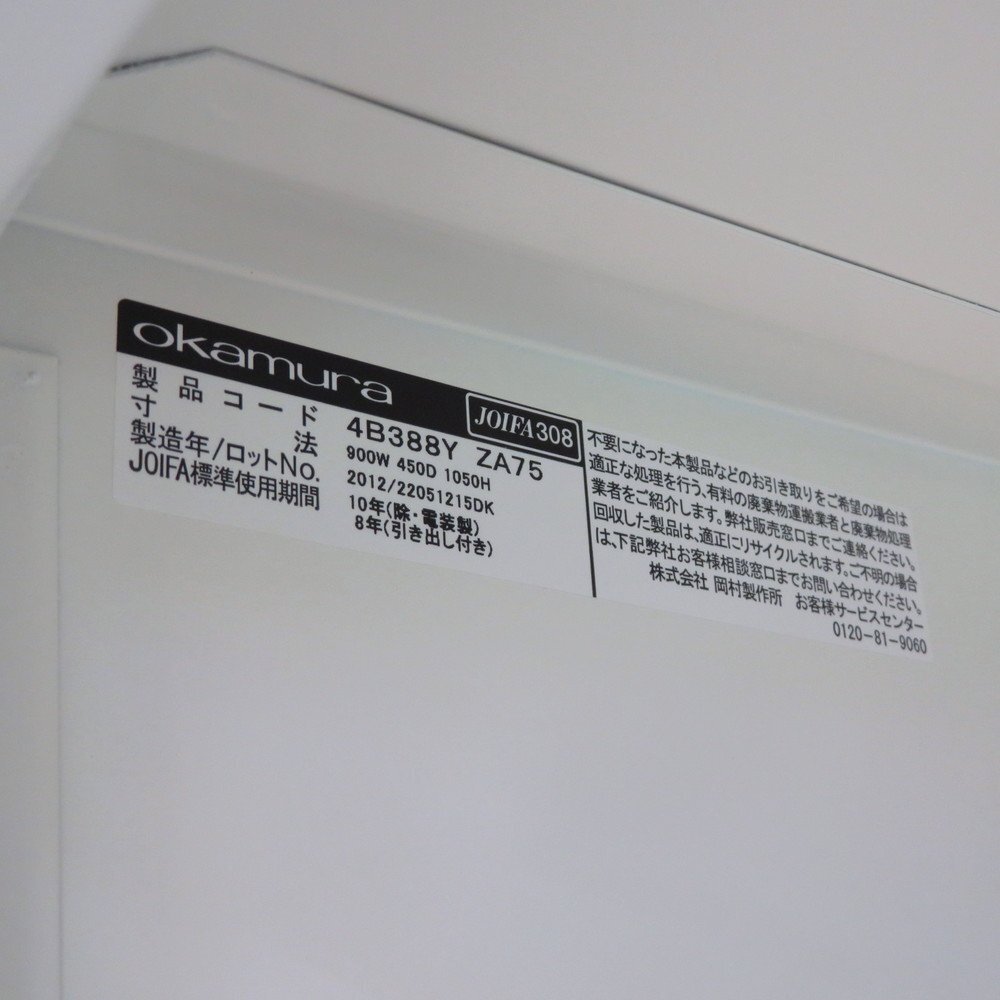 okamura
JOIFA308
製品コード 4B388Y ZA75
寸法 900W 450D 1050H
製造年/ロットNo. 2012/22051215DK
JOIFA標準使用期間 10年(除・電装製)
8年(引き出し付き)
不要になった本製品などのお引き取りをご希望の場合は
適正な処理を行う、有料の廃棄物運搬業者と廃棄物処理
業者をご紹介します。弊社販売窓口までご連絡ください。
回収した製品は、適正にリサイクルされます。ご不明の場合
は、下記弊社お客様相談窓口までお問い合わせください。
株式会社 岡村製作所 お客様サービスセンター
0120-81-9060